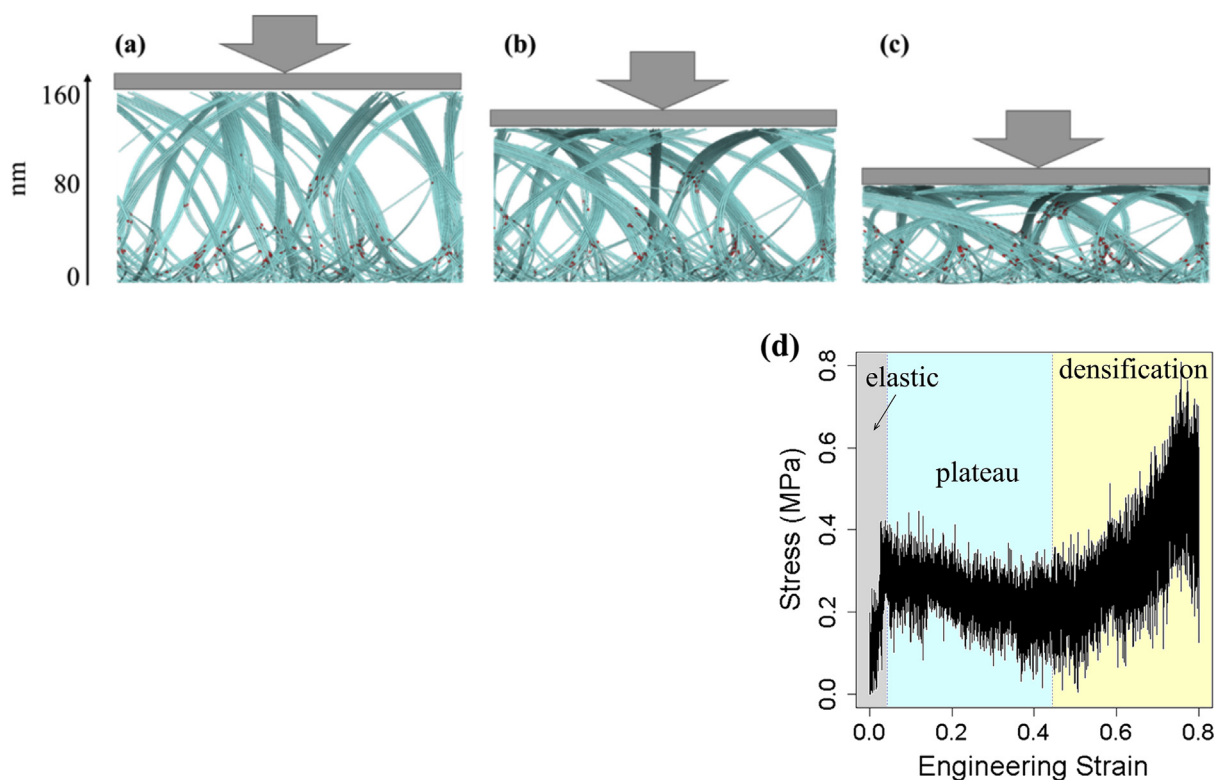 (a)
(b)
(c)
160
80
0
nm
(d)
elastic
plateau
densification
Stress (MPa)
0.8
0.6
0.4
0.2
0.0
0.0 0.2 0.4 0.6 0.8
Engineering Strain